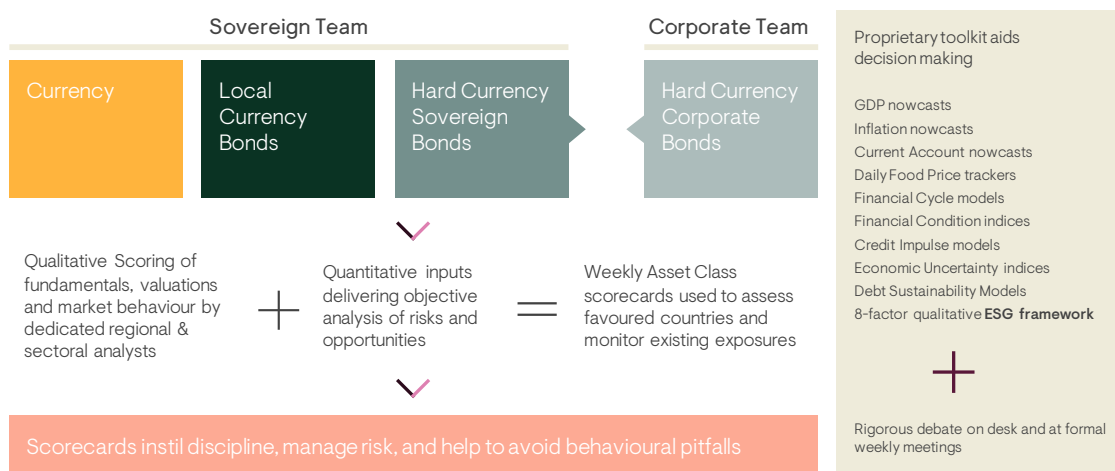 Sovereign Team
Corporate Team
Currency
Local
Currency
Bonds
Hard Currency
Sovereign
Bonds
Hard Currency
Corporate
Bonds
Qualitative Scoring of
fundamentals, valuations
and market behaviour by
dedicated regional &
sectoral analysts
Quantitative inputs
delivering objective
analysis of risks and
opportunities
Weekly Asset Class
scorecards used to assess
favoured countries and
monitor existing exposures
Scorecards instil discipline, manage risk, and help to avoid behavioural pitfalls
Proprietary toolkit aids
decision making
GDP nowcasts
Inflation nowcasts
Current Account nowcasts
Daily Food Price trackers
Financial Cycle models
Financial Condition indices
Credit Impulse models
Economic Uncertainty indices
Debt Sustainability Models
8-factor qualitative ESG framework
Rigorous debate on desk and at formal
weekly meetings